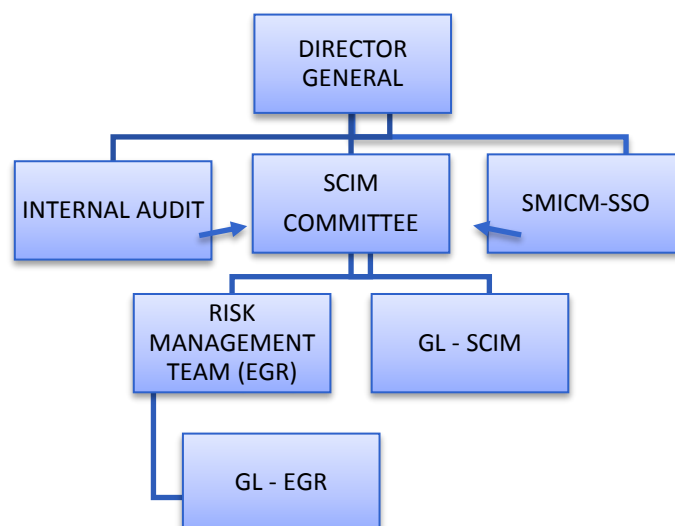 DIRECTOR
GENERAL
INTERNAL AUDIT
SCIM
COMMITTEE
SMICM-SSO
RISK
MANAGEMENT
TEAM (EGR)
GL - SCIM
GL - EGR